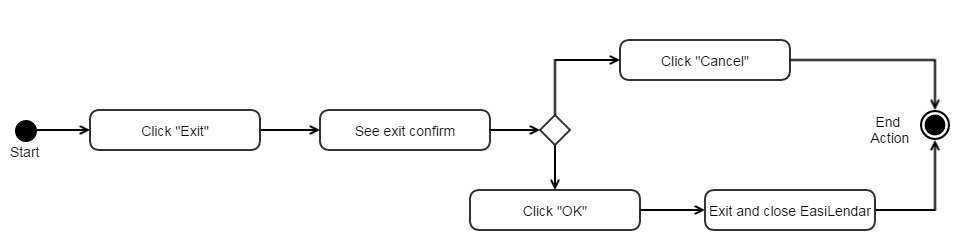 Start
Click "Exit"
See exit confirm
Click "Cancel"
Click "OK"
Exit and close EasiLendar
End
Action